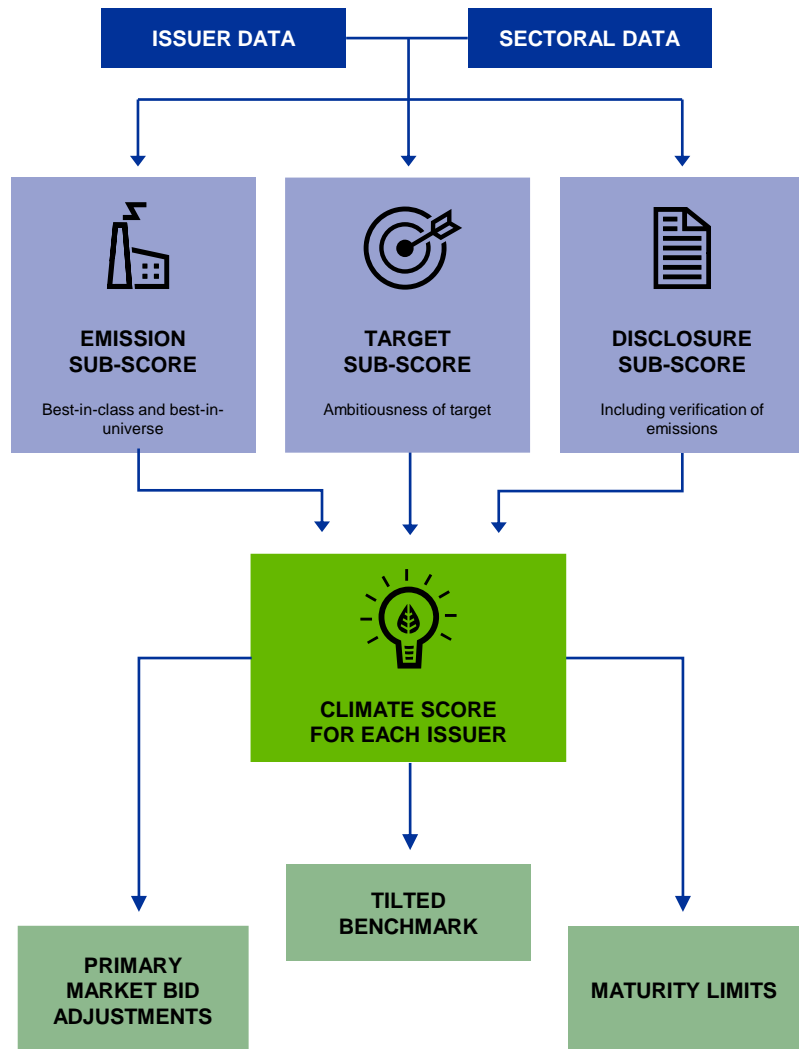 ISSUER DATA
SECTORAL DATA
EMISSION
SUB-SCORE
Best-in-class and best-in-
universe
TARGET
SUB-SCORE
Ambitiousness of target
DISCLOSURE
SUB-SCORE
Including verification of
emissions
CLIMATE SCORE
FOR EACH ISSUER
PRIMARY
MARKET BID
ADJUSTMENTS
TILTED
BENCHMARK
MATURITY LIMITS